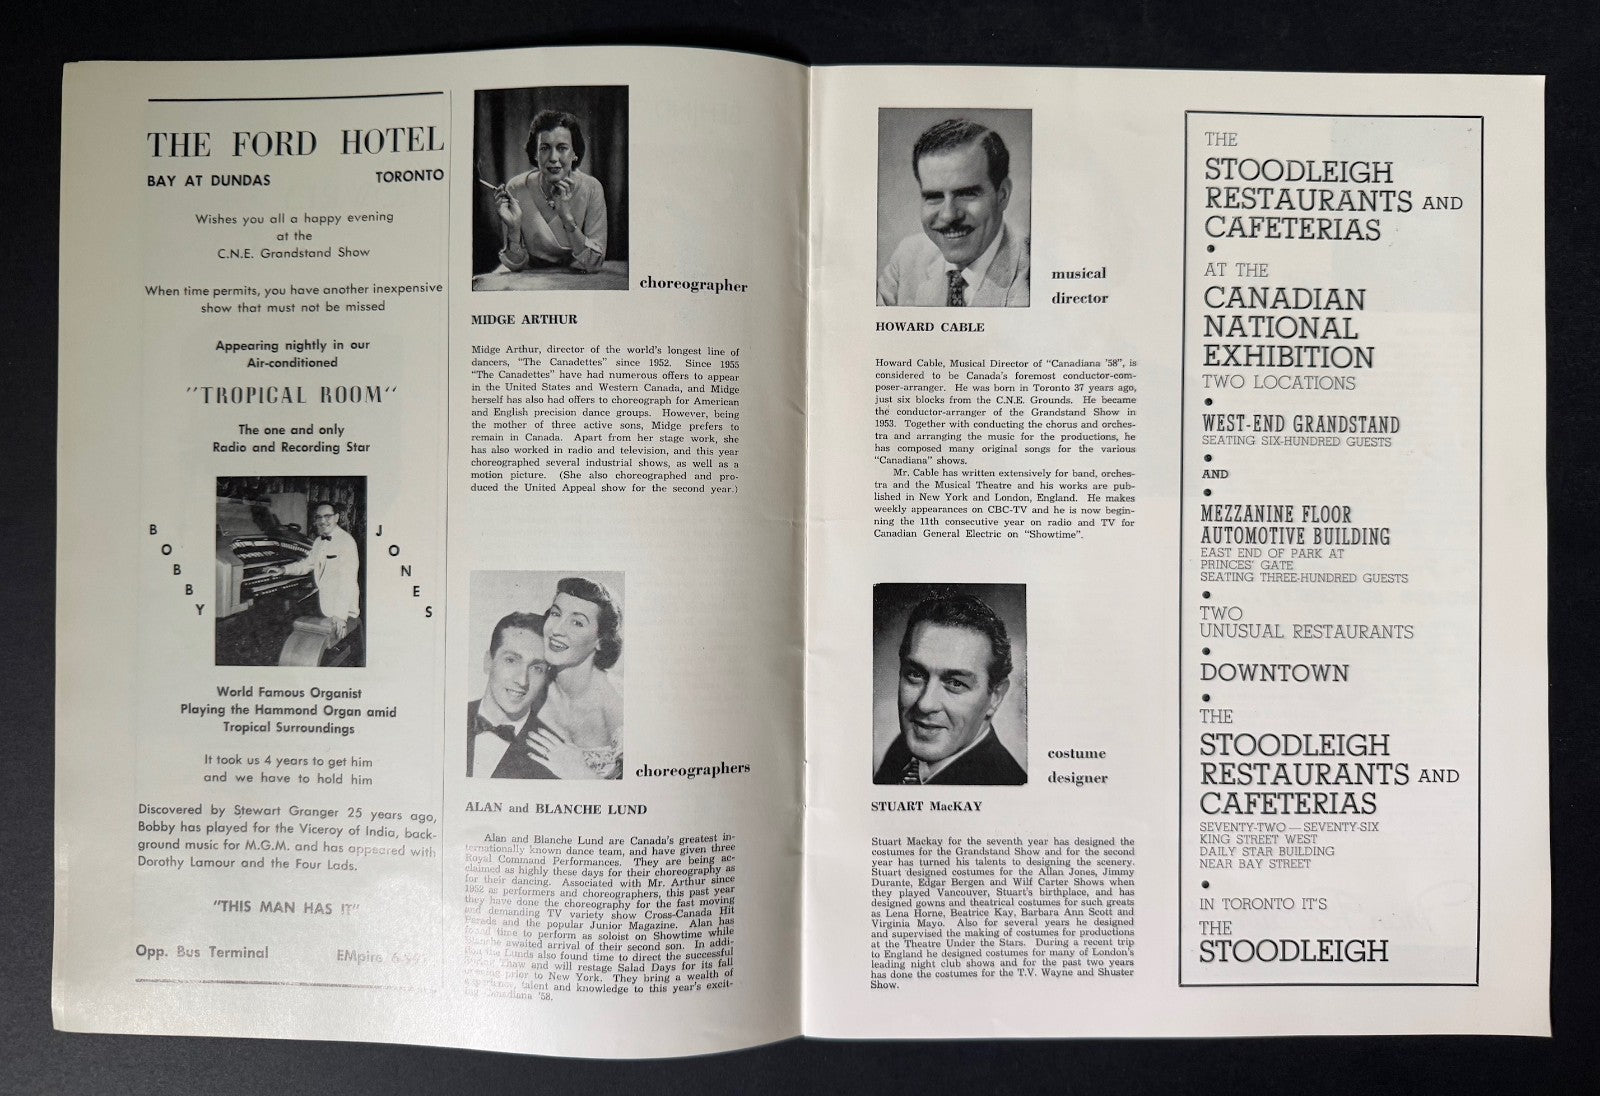 THE FORD HOTEL
BAY AT DUNDAS TORONTO
Wishes you all a happy evening
at the
C.N.E. Grandstand Show
When time permits, you have another inexpensive
show that must not be missed
Appearing nightly in our
Air-conditioned
"TROPICAL ROOM"
The one and only
Radio and Recording Star
BOBBY JONES
World Famous Organist
Playing the Hammond Organ amid
Tropical Surroundings
It took us 4 years to get him
and we have to hold him
Discovered by Stewart Granger 25 years ago,
Bobby has played for the Viceroy of India, back-
ground music for M.G.M. and has appeared with
Dorothy Lamour and the Four Lads.
"THIS MAN HAS IT"
Opp. Bus Terminal EMpire
choreographer
MIDGE ARTHUR
Midge Arthur, director of the world's longest line of
dancers, "The Canadettes" since 1952. Since 1955
"The Canadettes" have had numerous offers to appear
in the United States and Western Canada, and Midge
herself has also had offers to choreograph for American
and English precision dance groups. However, being
the mother of three active sons, Midge prefers to
remain in Canada. Apart from her stage work, she
has also worked in radio and television, and this year
choreographed several industrial shows, as well as a
motion picture. (She also choreographed and pro-
duced the United Appeal show for the second year.)
choreographers
ALAN and BLANCHE LUND
Alan and Blanche Lund are Canada's greatest in-
ternationally known dance team, and have given three
Royal Command Performances. They are being ac-
claimed as highly these days for their choreography as
for their dancing. Associated with Mr. Arthur since
1952 as performers and choreographers, this past year
they have done the choreography for the fast moving
and demanding TV variety show Cross-Canada Hit
Parade and the popular Junior Magazine. Alan has
found time to perform as soloist on Showtime while
Blanche awaited arrival of their second son. In addi-
the Lunds also found time to direct the successful
Thaw and will restage Salad Days for its fall
prior to New York. They bring a wealth of
talent and knowledge to this year's excit-
ing Canadiana '58.
musical
director
HOWARD CABLE
Howard Cable, Musical Director of "Canadiana '58", is
considered to be Canada's foremost conductor-com-
poser-arranger. He was born in Toronto 37 years ago,
just six blocks from the C.N.E. Grounds. He became
the conductor-arranger of the Grandstand Show in
1953. Together with conducting the chorus and orches-
tra and arranging the music for the productions, he
has composed many original songs for the various
"Canadiana" shows.
Mr. Cable has written extensively for band, orches-
tra and the Musical Theatre and his works are pub-
lished in New York and London, England. He makes
weekly appearances on CBC-TV and he is now begin-
ning the 11th consecutive year on radio and TV for
Canadian General Electric on "Showtime".
costume
designer
STUART MacKAY
Stuart Mackay for the seventh year has designed the
costumes for the Grandstand Show and for the second
year has turned his talents to designing the scenery.
Stuart designed costumes for the Allan Jones, Jimmy
Durante, Edgar Bergen and Wilf Carter Shows when
they played Vancouver, Stuart's birthplace, and has
designed gowns and theatrical costumes for such greats
as Lena Horne, Beatrice Kay, Barbara Ann Scott and
Virginia Mayo. Also for several years he designed
and supervised the making of costumes for productions
at the Theatre Under the Stars. During a recent trip
to England he designed costumes for many of London's
leading night club shows and for the past two years
has done the costumes for the T.V. Wayne and Shuster
Show.
THE
STOODLEIGH
RESTAURANTS AND
CAFETERIAS
AT THE
CANADIAN
NATIONAL
EXHIBITION
TWO LOCATIONS
WEST-END GRANDSTAND
SEATING SIX-HUNDRED GUESTS
AND
MEZZANINE FLOOR
AUTOMOTIVE BUILDING
EAST END OF PARK AT
PRINCES' GATE
SEATING THREE-HUNDRED GUESTS
TWO
UNUSUAL RESTAURANTS
DOWNTOWN
THE
STOODLEIGH
RESTAURANTS AND
CAFETERIAS
SEVENTY-TWO — SEVENTY-SIX
KING STREET WEST
DAILY STAR BUILDING
NEAR BAY STREET
IN TORONTO IT'S
THE
STOODLEIGH